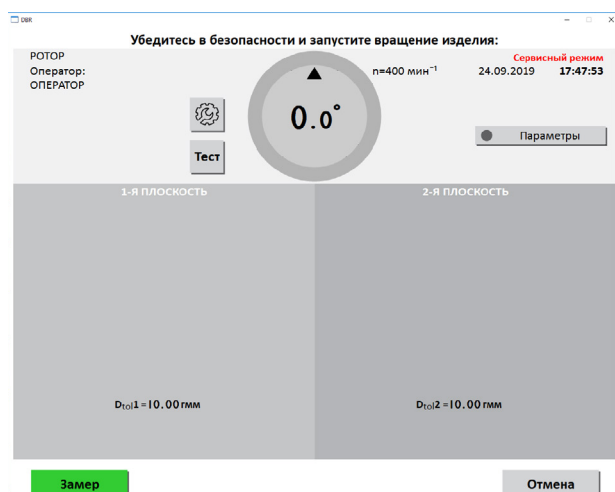 DBR
Убедитесь в безопасности и запустите вращение изделия:
РОТОР
Оператор:
ОПЕРАТОР
n=400 мин⁻¹
Сервисный режим
24.09.2019 17:47:53
0.0°
Параметры
Тест
1-Я ПЛОСКОСТЬ
2-Я ПЛОСКОСТЬ
Dtol1 =10.00 гмм
Dtol2 =10.00 гмм
Замер
Отмена